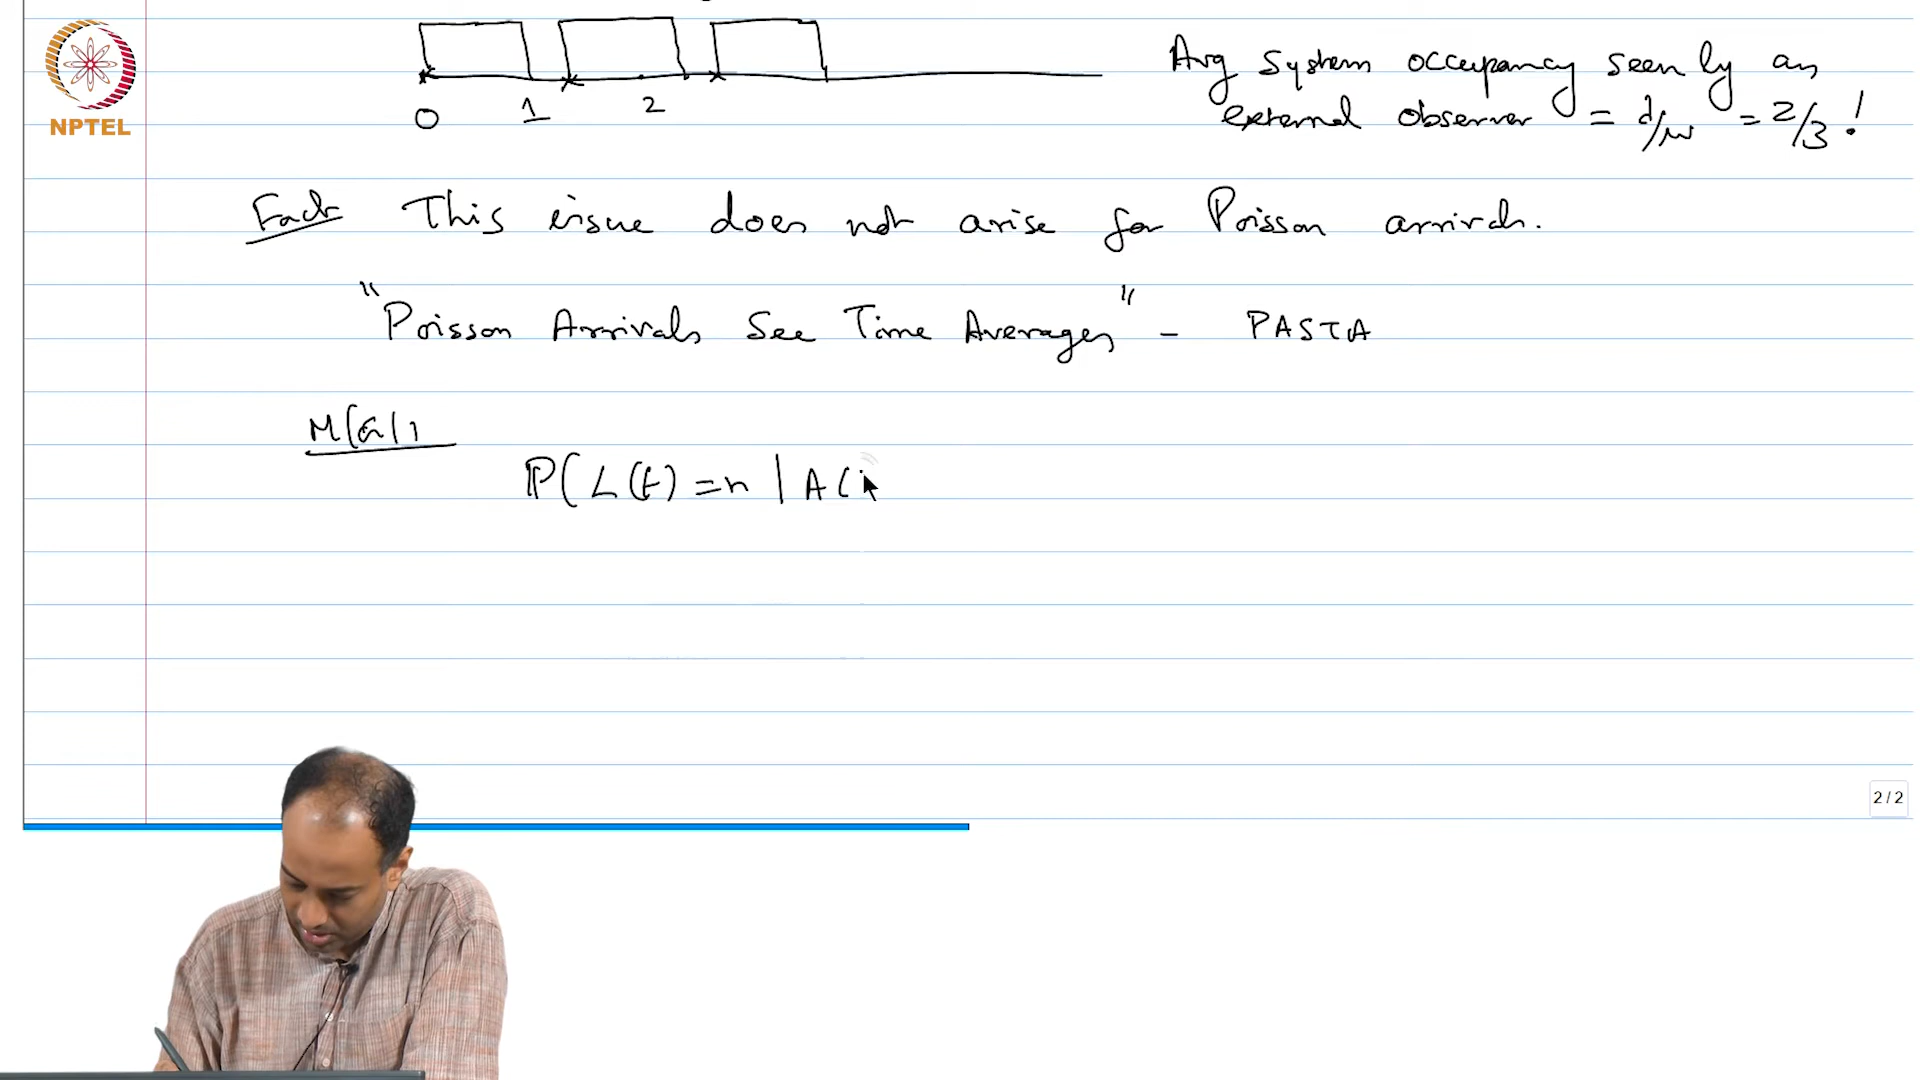 NPTEL
0 1 2
Avg System occupancy seen by an
external observer = λ/μ = 2/3 !
Fact This issue does not arise for Poisson arrivals.
"Poisson Arrivals See Time Averages" - PASTA
M/G/1
P(L(t) = n | A(
2 / 2